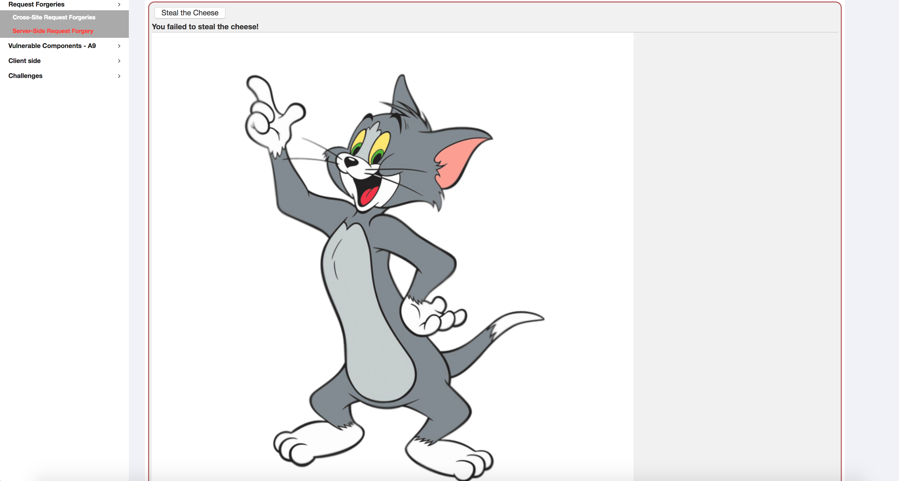 Request Forgeries
Cross-Site Request Forgeries
Server-Side Request Forgery
Vulnerable Components - A9
Client side
Challenges
Steal the Cheese
You failed to steal the cheese!